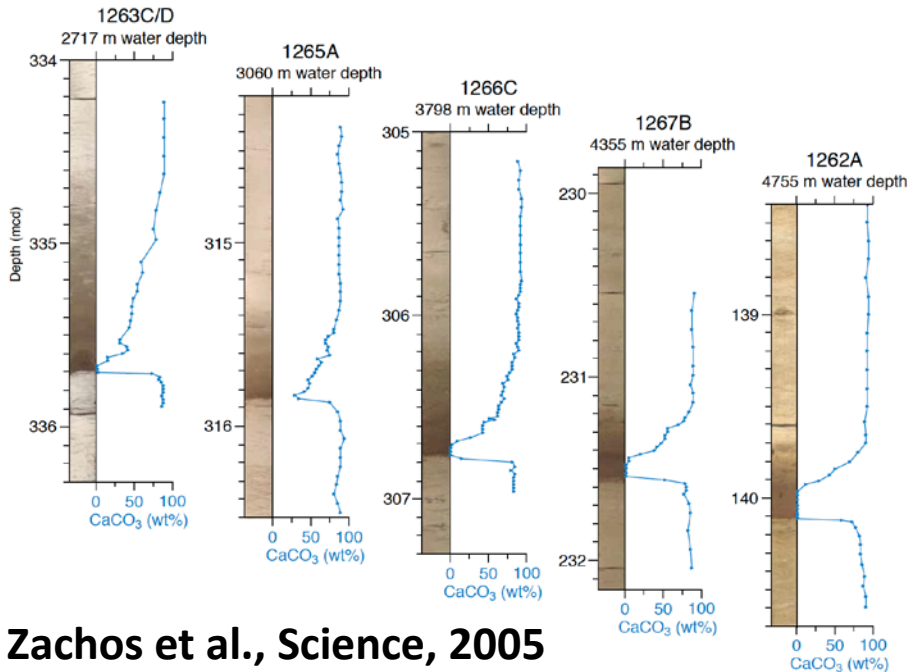 1263C/D
2717 m water depth
334
335
336
Depth (mcd)
0 50 100
CaCO₃ (wt%)
1265A
3060 m water depth
315
316
0 50 100
CaCO₃ (wt%)
1266C
3798 m water depth
305
306
307
0 50 100
CaCO₃ (wt%)
1267B
4355 m water depth
230
231
232
0 50 100
CaCO₃ (wt%)
1262A
4755 m water depth
139
140
0 50 100
CaCO₃ (wt%)
Zachos et al., Science, 2005